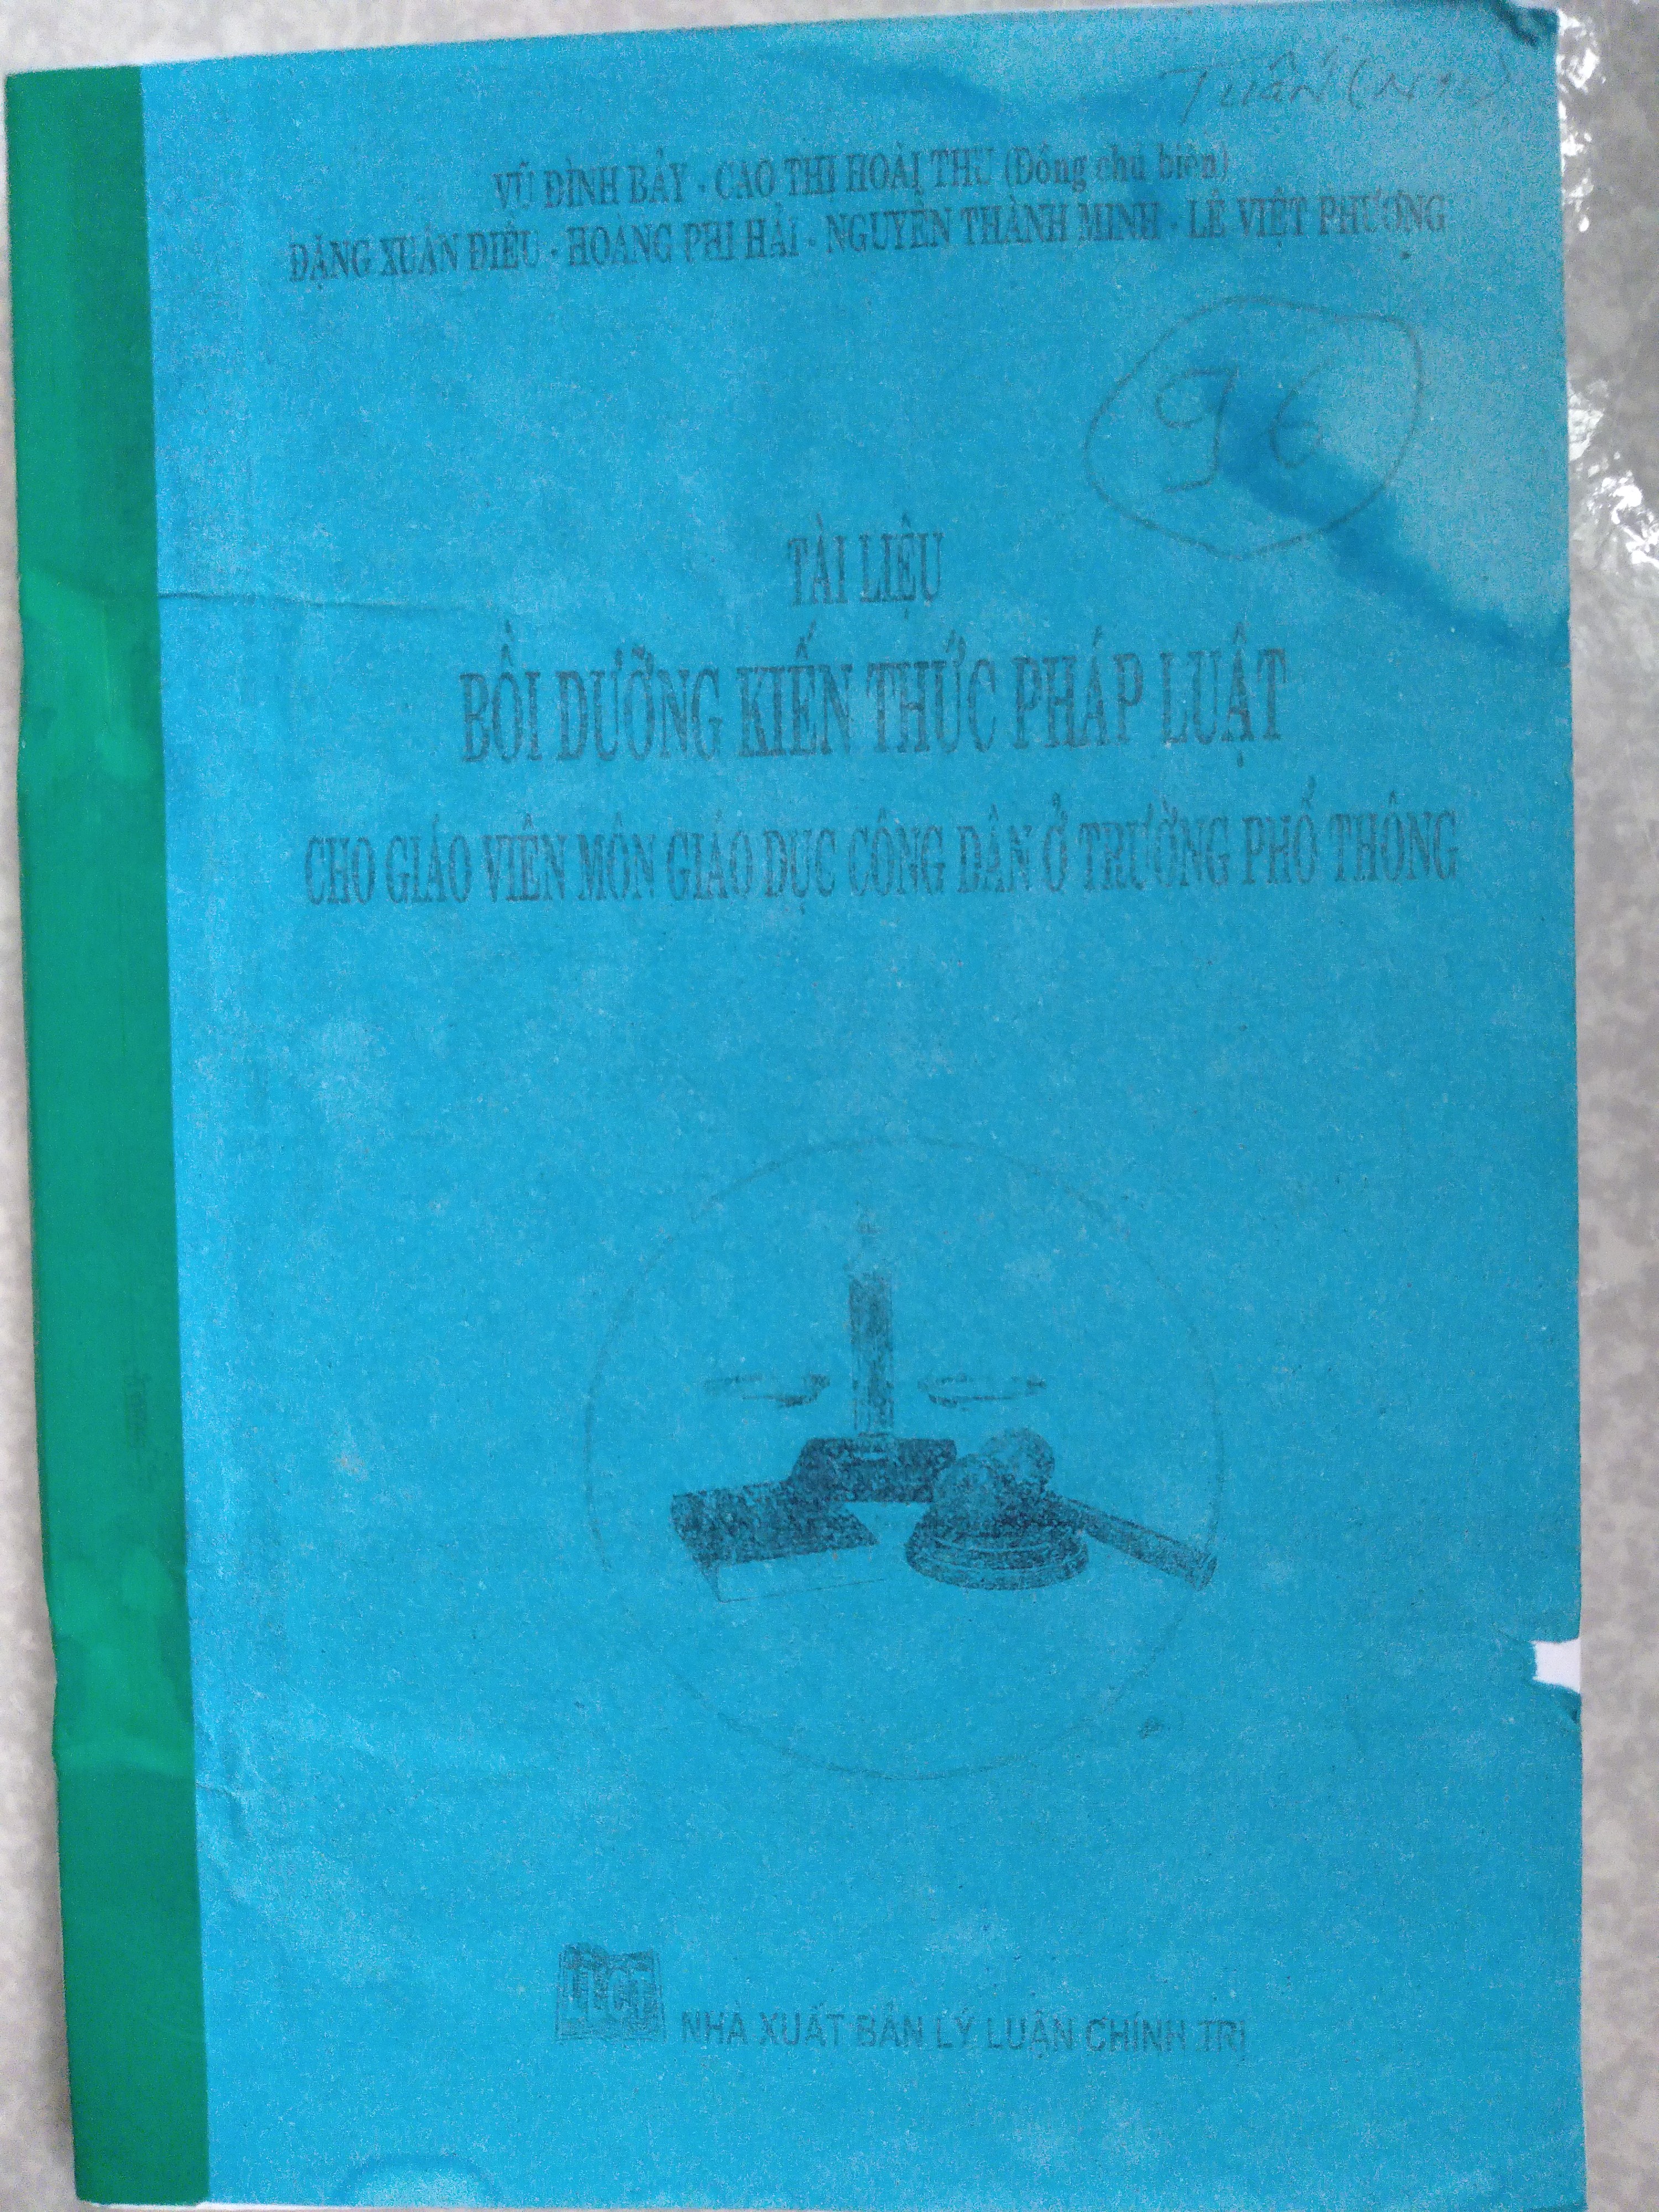 Tuấn
VŨ ĐÌNH BẢY - CAO THỊ HOÀI THU (Đồng chủ biên)
ĐẶNG XUÂN ĐIỀU - HOÀNG PHI HẢI - NGUYỄN THÀNH MINH - LÊ VIỆT PHƯƠNG
96
TÀI LIỆU
BỒI DƯỠNG KIẾN THỨC PHÁP LUẬT
CHO GIÁO VIÊN MÔN GIÁO DỤC CÔNG DÂN Ở TRƯỜNG PHỔ THÔNG
NHÀ XUẤT BẢN LÝ LUẬN CHÍNH TRỊ